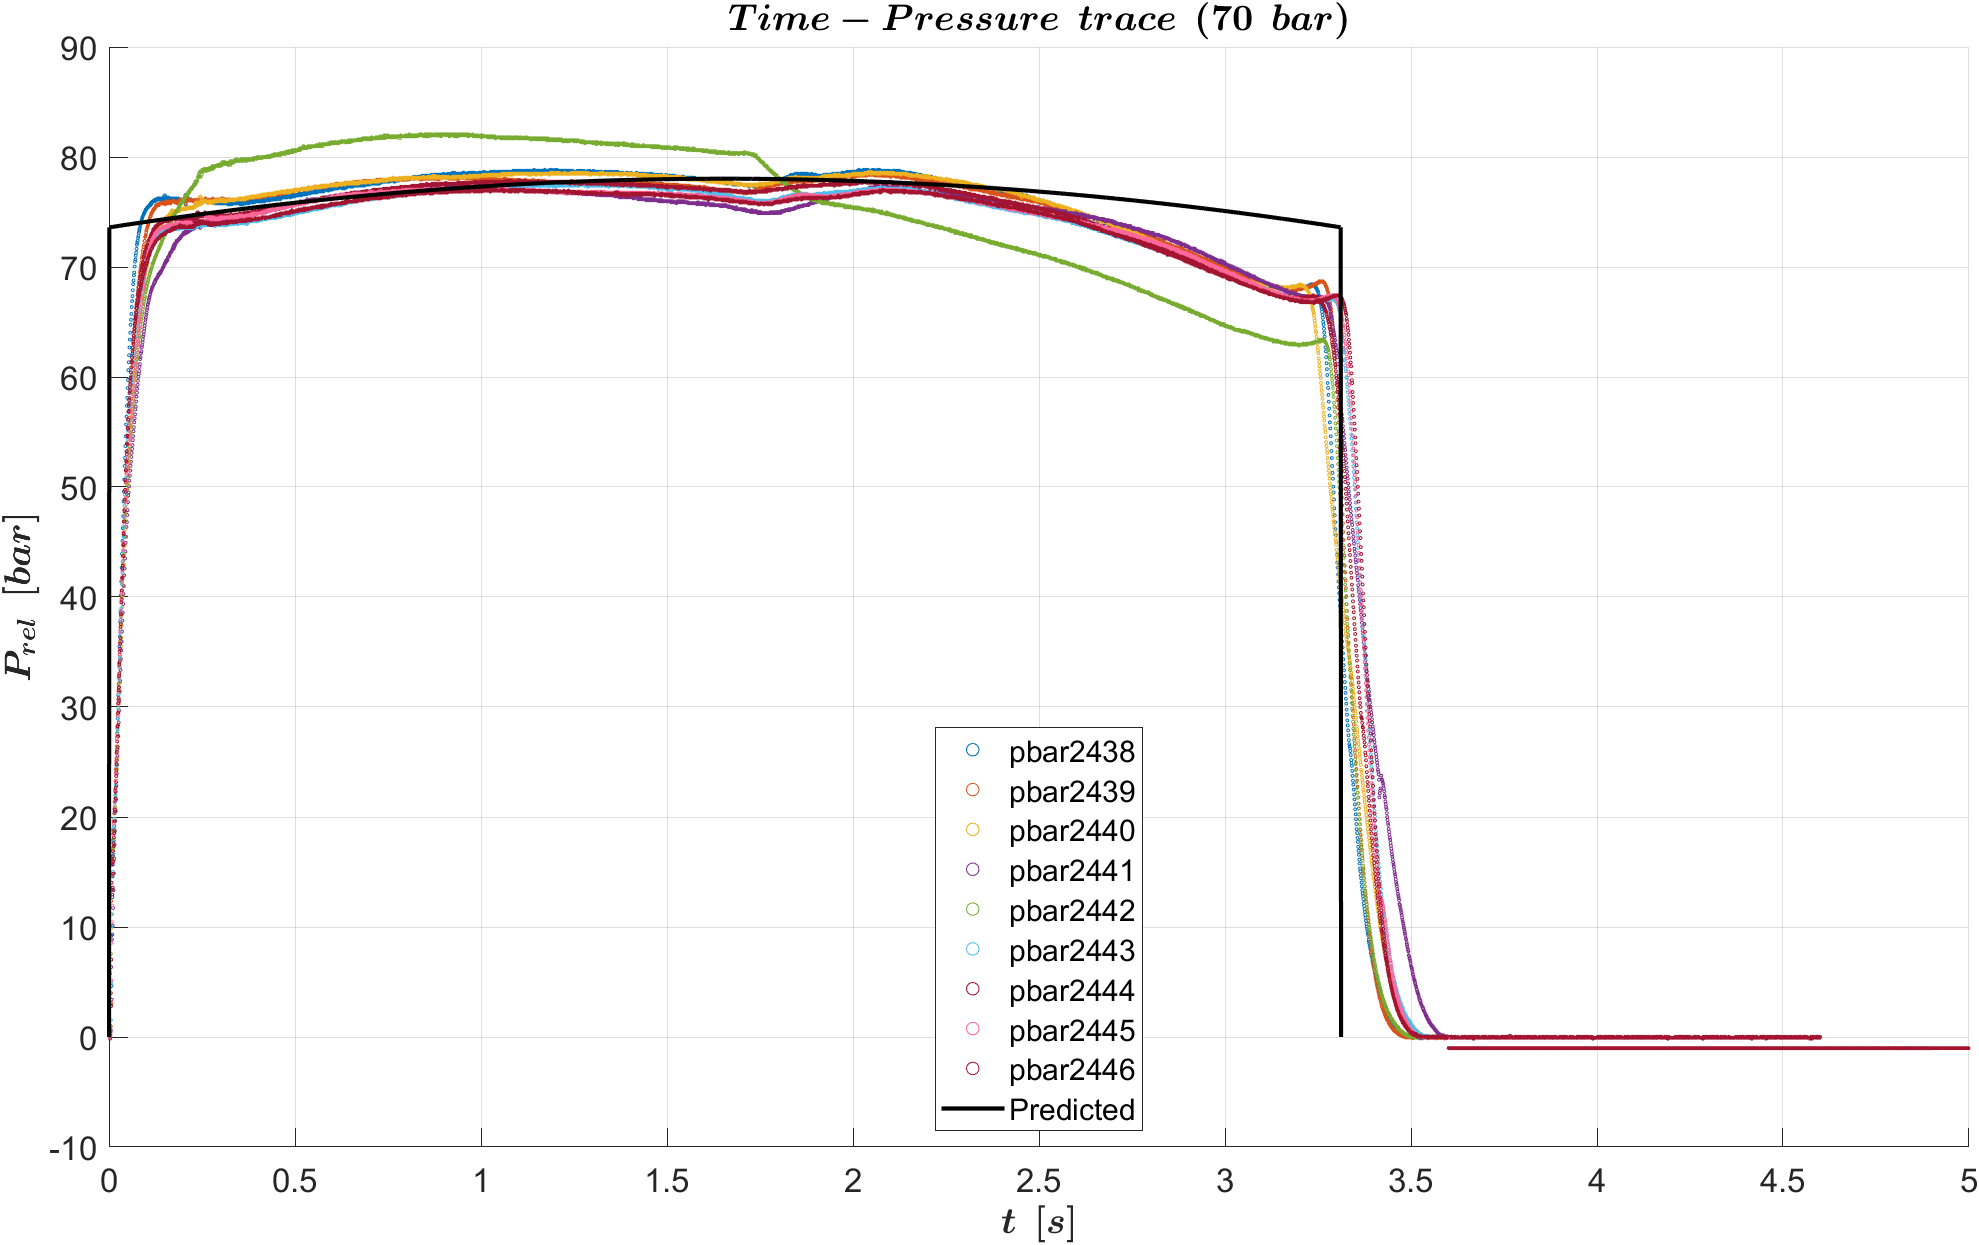 Time − Pressure trace (70 bar)
90
80
70
60
50
40
30
20
10
0
-10
P_rel [bar]
pbar2438
pbar2439
pbar2440
pbar2441
pbar2442
pbar2443
pbar2444
pbar2445
pbar2446
Predicted
0 0.5 1 1.5 2 2.5 3 3.5 4 4.5 5
t [s]